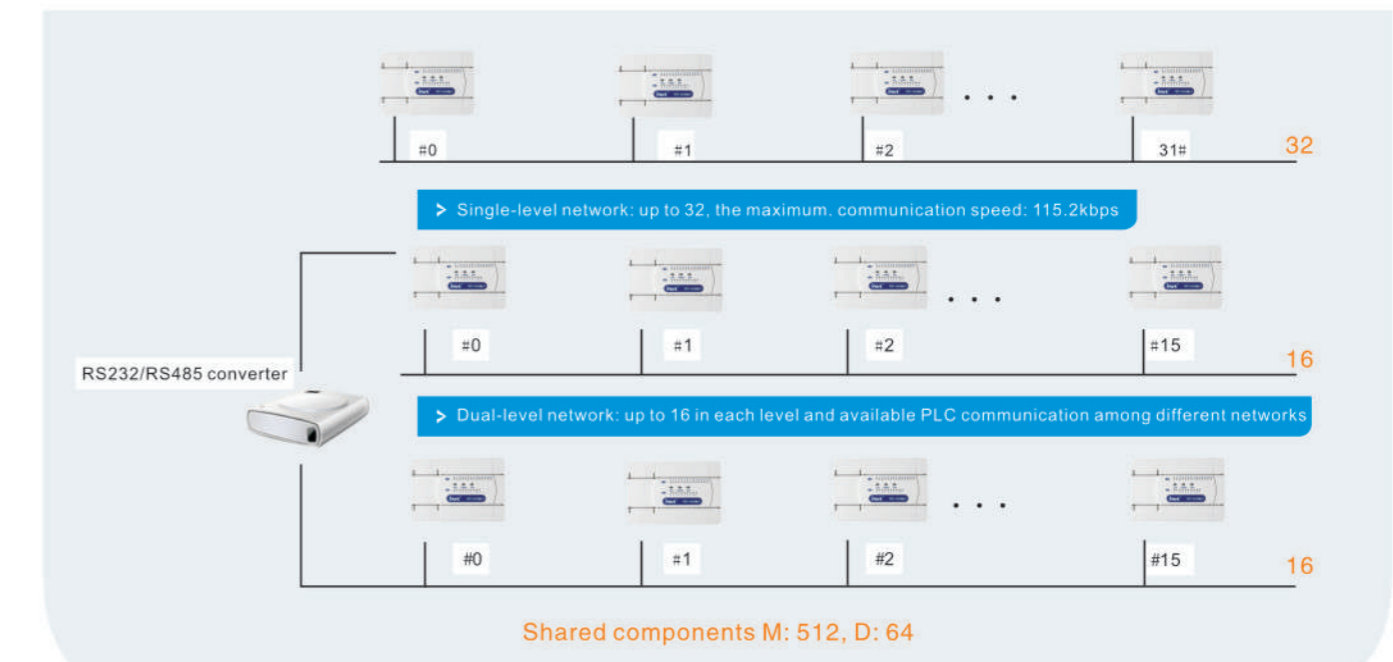 #0 #1 #2 31# 32
> Single-level network: up to 32, the maximum. communication speed: 115.2kbps
#0 #1 #2 #15 16
RS232/RS485 converter
> Dual-level network: up to 16 in each level and available PLC communication among different networks
#0 #1 #2 #15 16
Shared components M: 512, D: 64